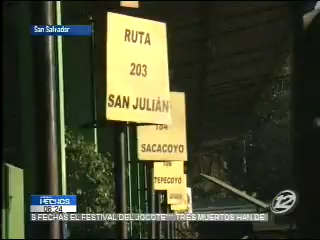 San Salvador
RUTA
203
SAN JULIÁN
SACACOYO
TEPECOYO
HECHOS
12
S FECHAS EL FESTIVAL DEL JOCOTE*** TRES MUERTOS HAN DE